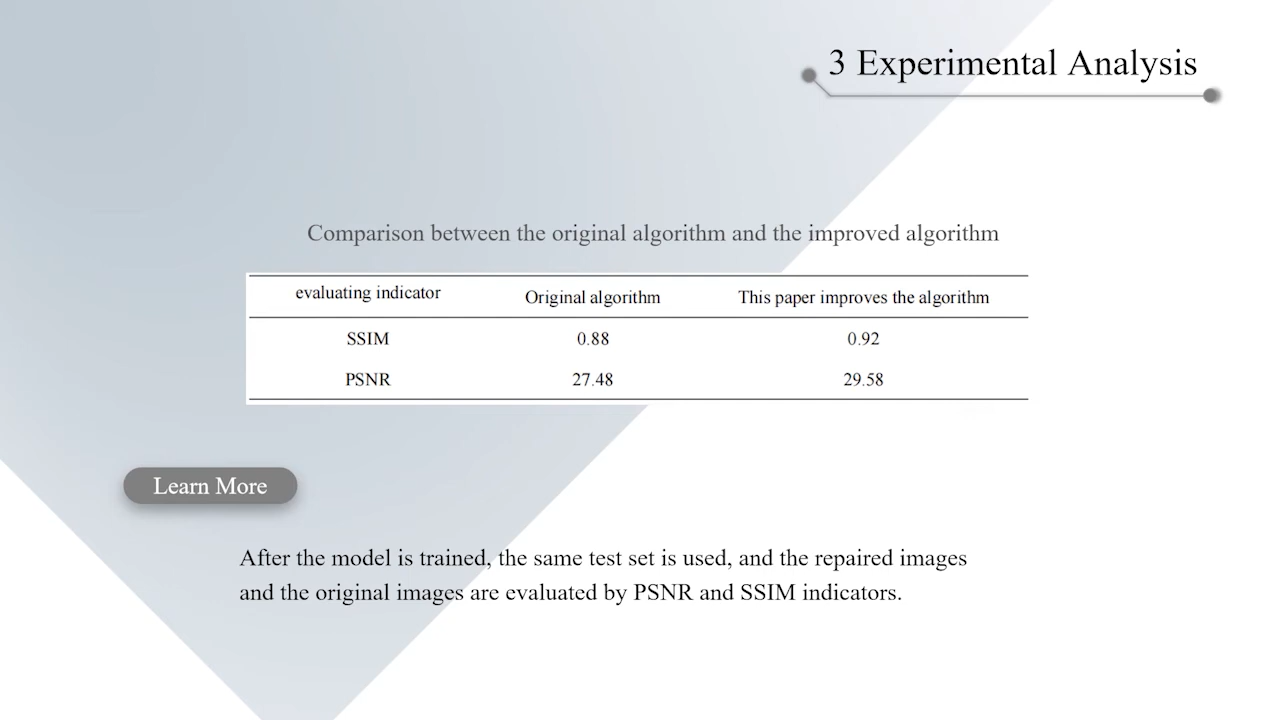 3 Experimental Analysis
Comparison between the original algorithm and the improved algorithm
evaluating indicator Original algorithm This paper improves the algorithm
SSIM 0.88 0.92
PSNR 27.48 29.58
Learn More
After the model is trained, the same test set is used, and the repaired images
and the original images are evaluated by PSNR and SSIM indicators.